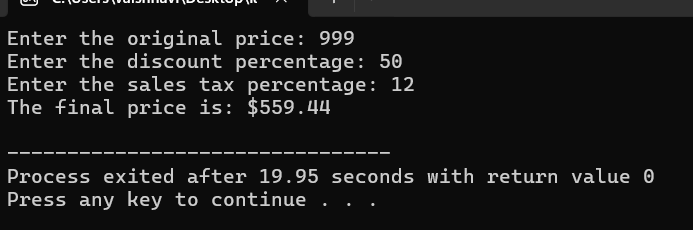 Enter the original price: 999
Enter the discount percentage: 50
Enter the sales tax percentage: 12
The final price is: $559.44
--------------------------------
Process exited after 19.95 seconds with return value 0
Press any key to continue . . .